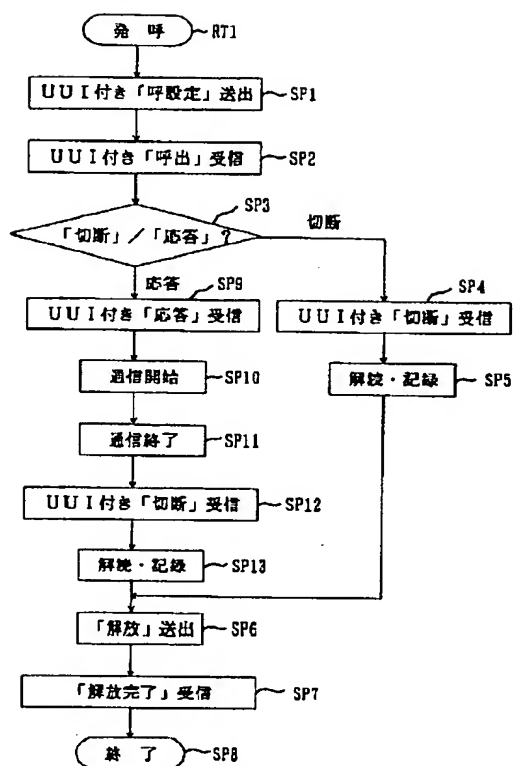 発 呼 RT1
UUI付き「呼設定」送出 SP1
UUI付き「呼出」受信 SP2
SP3
「切断」/「応答」? 切断
応答 SP9
SP4
UUI付き「応答」受信
UUI付き「切断」受信
通信開始 SP10
解読・記録 SP5
通信終了 SP11
UUI付き「切断」受信 SP12
解読・記録 SP13
「解放」送出 SP6
「解放完了」受信 SP7
終 了 SP8